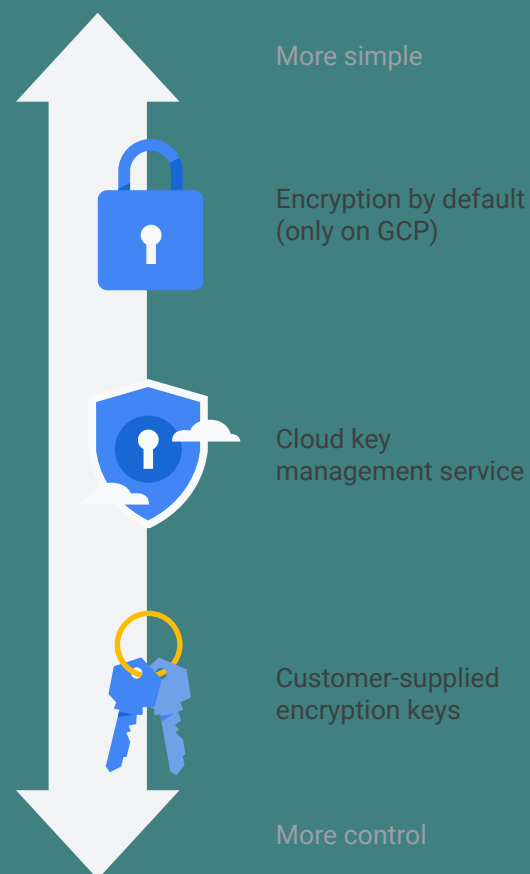 More simple
Encryption by default
(only on GCP)
Cloud key
management service
Customer-supplied
encryption keys
More control